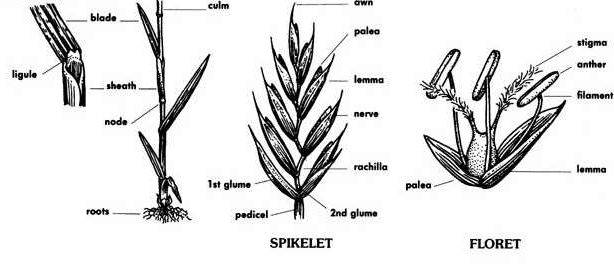 culm
blade
ligule
sheath
node
roots
awn
palea
lemma
nerve
rachilla
1st glume
2nd glume
pedicel
SPIKELET
stigma
anther
filament
lemma
palea
FLORET